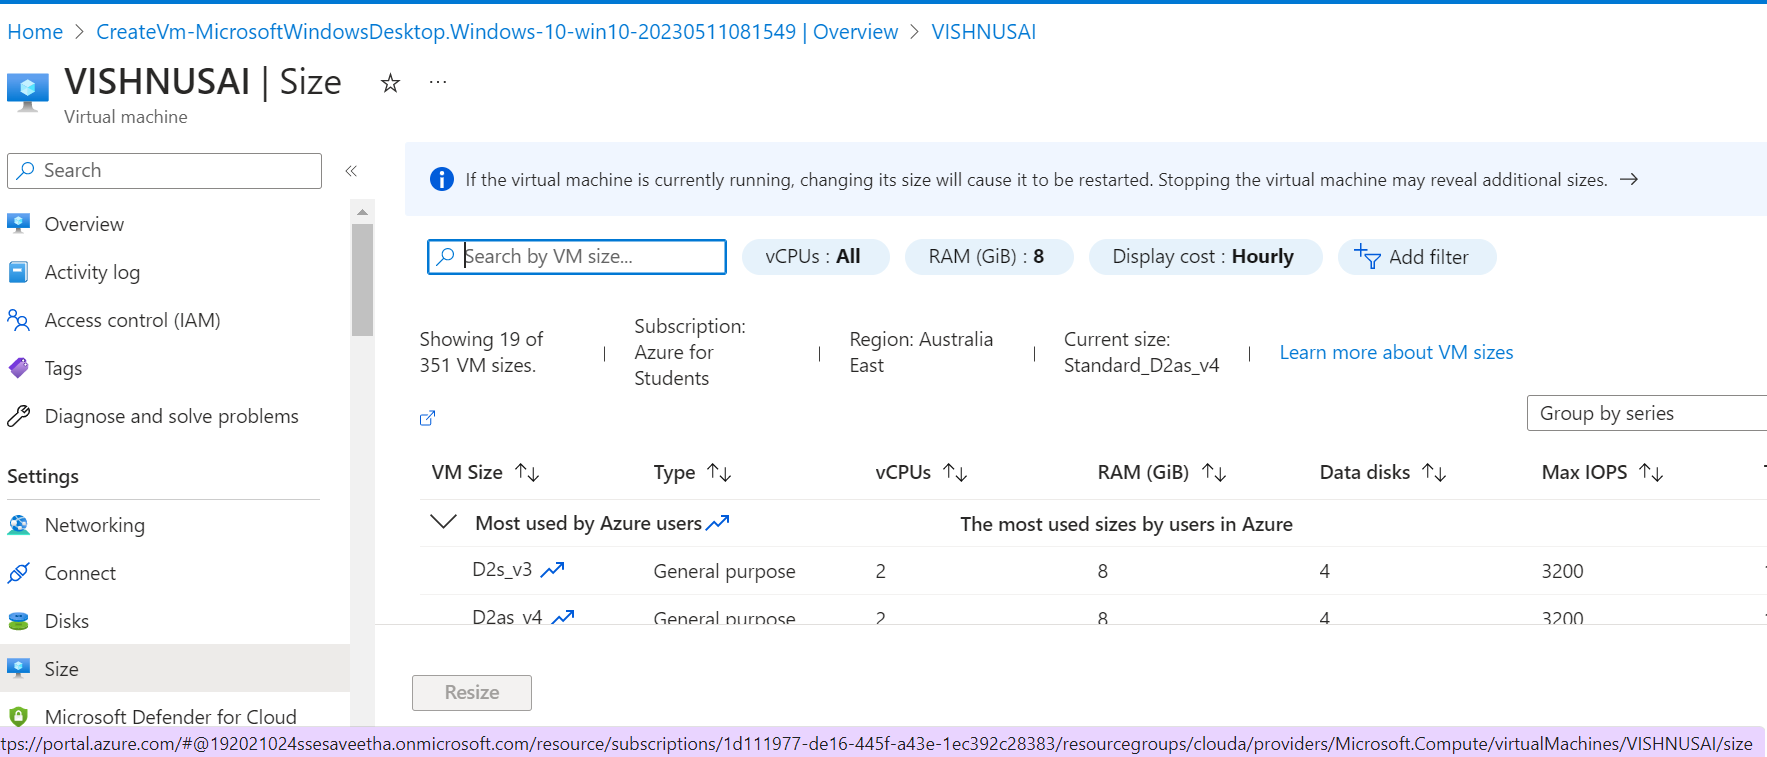 Home > CreateVm-MicrosoftWindowsDesktop.Windows-10-win10-20230511081549 | Overview > VISHNUSAI
VISHNUSAI | Size
Virtual machine
Search
Overview
Activity log
Access control (IAM)
Tags
Diagnose and solve problems
Settings
Networking
Connect
Disks
Size
Microsoft Defender for Cloud
If the virtual machine is currently running, changing its size will cause it to be restarted. Stopping the virtual machine may reveal additional sizes. →
Search by VM size...
vCPUs : All
RAM (GiB) : 8
Display cost : Hourly
Add filter
Showing 19 of
351 VM sizes.
Subscription:
Azure for
Students
Region: Australia
East
Current size:
Standard_D2as_v4
Learn more about VM sizes
Group by series
VM Size Type vCPUs RAM (GiB) Data disks Max IOPS
Most used by Azure users The most used sizes by users in Azure
D2s_v3 General purpose 2 8 4 3200
D2as_v4 General purpose 2 8 4 3200
Resize
tps://portal.azure.com/#@192021024ssesaveetha.onmicrosoft.com/resource/subscriptions/1d111977-de16-445f-a43e-1ec392c28383/resourcegroups/clouda/providers/Microsoft.Compute/virtualMachines/VISHNUSAI/size